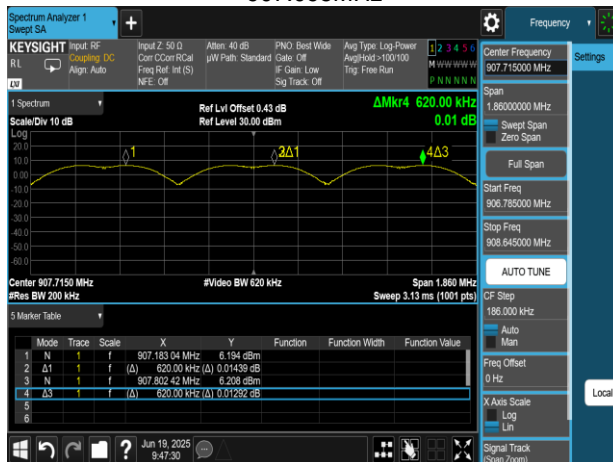 Spectrum Analyzer 1
Swept SA
Frequency
KEYSIGHT
RL
LXI
Input: RF
Coupling: DC
Align: Auto
Input Z: 50 Ω
Corr CCorr RCal
Freq Ref: Int (S)
NFE: Off
Atten: 40 dB
µW Path: Standard
PNO: Best Wide
Gate: Off
IF Gain: Low
Sig Track: Off
Avg Type: Log-Power
Avg|Hold:>100/100
Trig: Free Run
1 2 3 4 5 6
M W W W W W
P N N N N N
Center Frequency
907.715000 MHz
Settings
Span
1.86000000 MHz
Swept Span
Zero Span
Full Span
Start Freq
906.785000 MHz
Stop Freq
908.645000 MHz
AUTO TUNE
CF Step
186.000 kHz
Auto
Man
Freq Offset
0 Hz
X Axis Scale
Log
Lin
Signal Track
(Span Zoom)
Local
1 Spectrum
Scale/Div 10 dB
Log
Ref Lvl Offset 0.43 dB
Ref Level 30.00 dBm
ΔMkr4 620.00 kHz
0.01 dB
20.0
10.0
0.00
-10.0
-20.0
-30.0
-40.0
-50.0
-60.0
1
2Δ1
4Δ3
Center 907.7150 MHz
#Res BW 200 kHz
#Video BW 620 kHz
Span 1.860 MHz
Sweep 3.13 ms (1001 pts)
5 Marker Table
Mode Trace Scale X Y Function Function Width Function Value
1 N 1 f 907.183 04 MHz 6.194 dBm
2 Δ1 1 f (Δ) 620.00 kHz (Δ) 0.01439 dB
3 N 1 f 907.802 42 MHz 6.208 dBm
4 Δ3 1 f (Δ) 620.00 kHz (Δ) 0.01292 dB
5
6
?
Jun 19, 2025
9:47:30